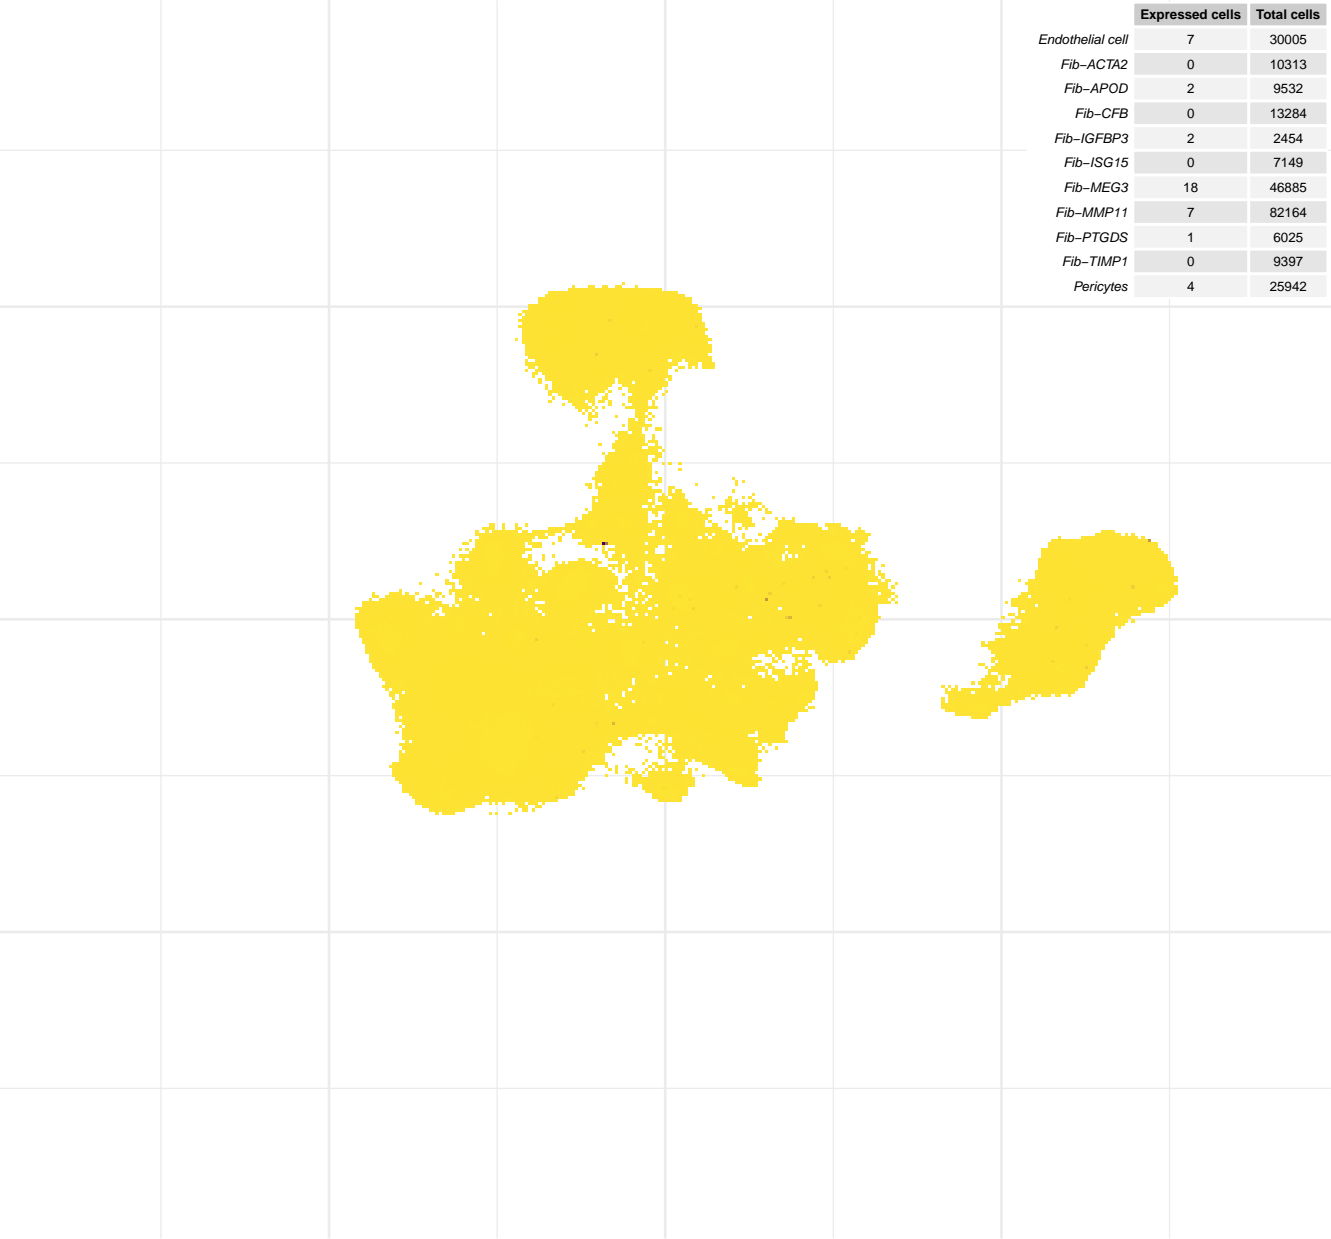 Expressed cells Total cells
Endothelial cell 7 30005
Fib−ACTA2 0 10313
Fib−APOD 2 9532
Fib−CFB 0 13284
Fib−IGFBP3 2 2454
Fib−ISG15 0 7149
Fib−MEG3 18 46885
Fib−MMP11 7 82164
Fib−PTGDS 1 6025
Fib−TIMP1 0 9397
Pericytes 4 25942